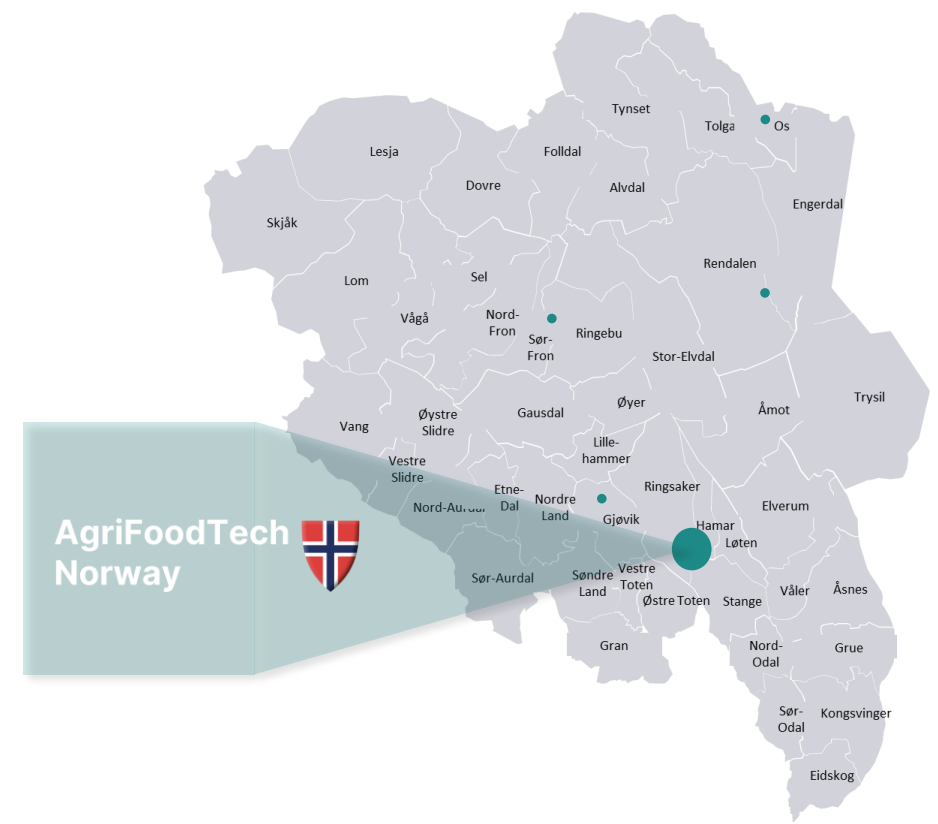 Tynset
Tolga
Os
Lesja
Folldal
Dovre
Alvdal
Engerdal
Skjåk
Rendalen
Lom
Sel
Vågå
Nord-
Fron
Sør-
Fron
Ringebu
Stor-Elvdal
Trysil
Øyer
Åmot
Vang
Øystre
Slidre
Gausdal
Lille-
hammer
Vestre
Slidre
Etne-
Dal
Nordre
Land
Ringsaker
Nord-Aurdal
Elverum
Gjøvik
Hamar
Løten
AgriFoodTech
Norway
Sør-Aurdal
Søndre
Land
Vestre
Toten
Østre Toten
Stange
Våler
Åsnes
Gran
Nord-
Odal
Grue
Sør-
Odal
Kongsvinger
Eidskog